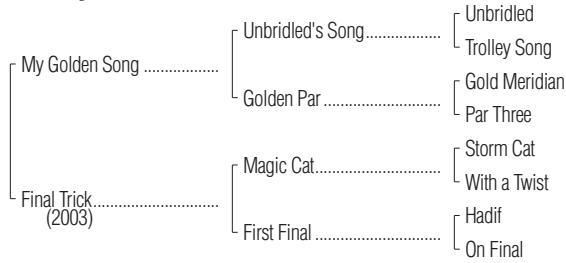 Unbridled
Unbridled's Song
Trolley Song
My Golden Song
Gold Meridian
Golden Par
Par Three
Storm Cat
Magic Cat
With a Twist
Final Trick
(2003)
Hadif
First Final
On Final